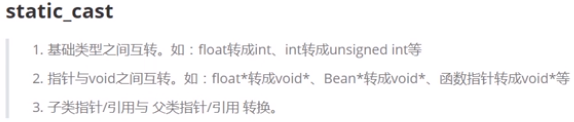 static_cast
1. 基础类型之间互转。如：float转成int、int转成unsigned int等
2. 指针与void之间互转。如：float*转成void*、Bean*转成void*、函数指针转成void*等
3. 子类指针/引用与 父类指针/引用 转换。